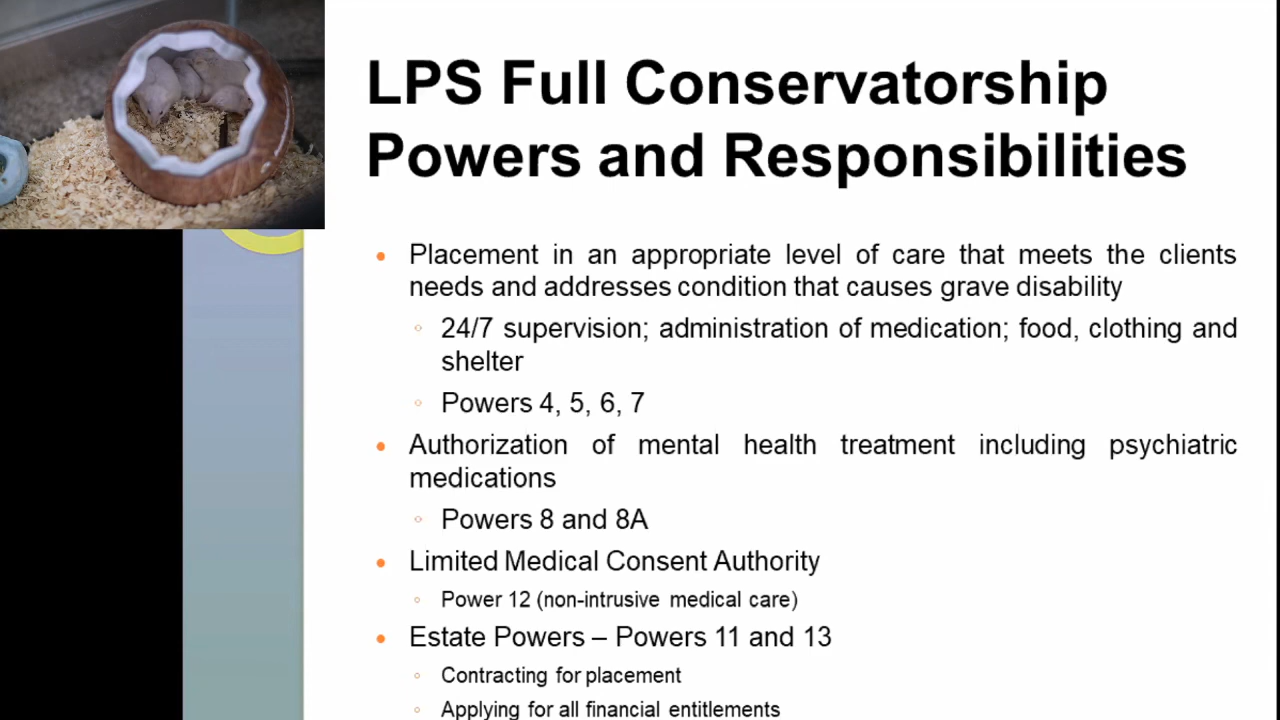 LPS Full Conservatorship
Powers and Responsibilities
Placement in an appropriate level of care that meets the clients
needs and addresses condition that causes grave disability
24/7 supervision; administration of medication; food, clothing and
shelter
Powers 4, 5, 6, 7
Authorization of mental health treatment including psychiatric
medications
Powers 8 and 8A
Limited Medical Consent Authority
Power 12 (non-intrusive medical care)
Estate Powers – Powers 11 and 13
Contracting for placement
Applying for all financial entitlements